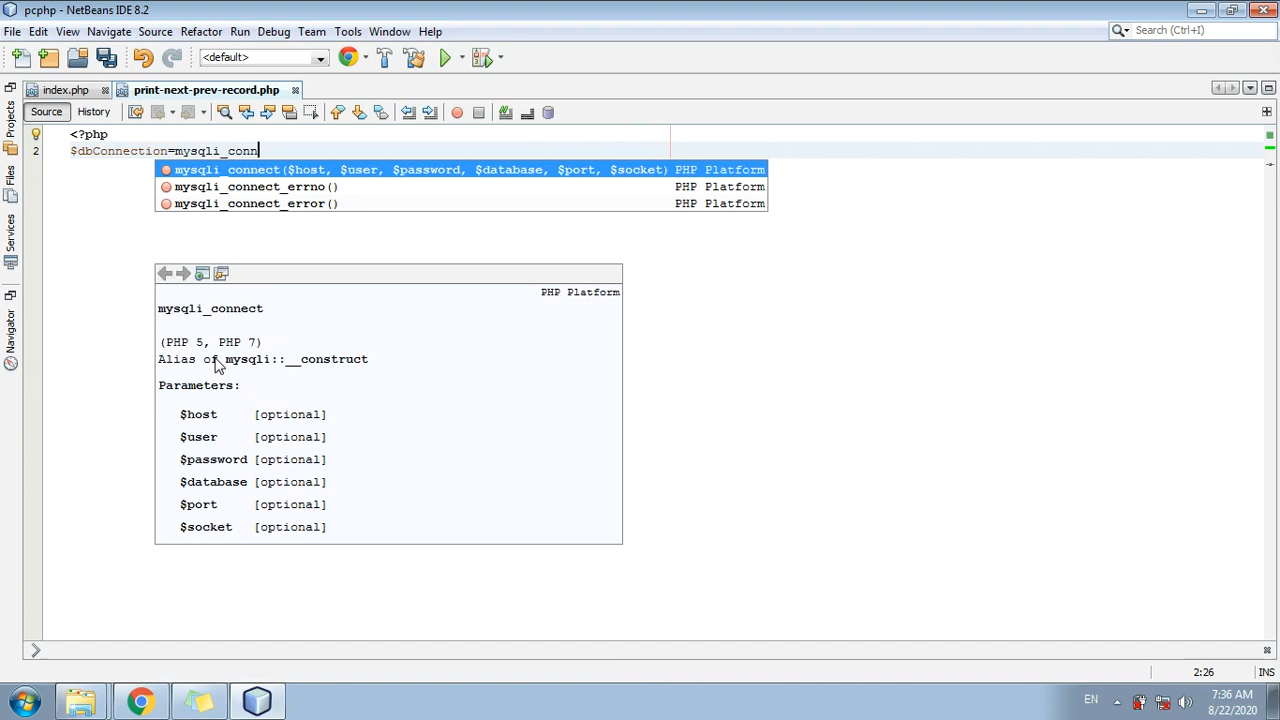 pcphp - NetBeans IDE 8.2
File Edit View Navigate Source Refactor Run Debug Team Tools Window Help
Search (Ctrl+I)
<default>
index.php print-next-prev-record.php
Source History
Projects
Files
Services
Navigator
<?php
2 $dbConnection=mysqli_conn
mysqli_connect($host, $user, $password, $database, $port, $socket) PHP Platform
mysqli_connect_errno() PHP Platform
mysqli_connect_error() PHP Platform
PHP Platform
mysqli_connect
(PHP 5, PHP 7)
Alias of mysqli::__construct
Parameters:
$host [optional]
$user [optional]
$password [optional]
$database [optional]
$port [optional]
$socket [optional]
2:26 INS
EN
7:36 AM
8/22/2020